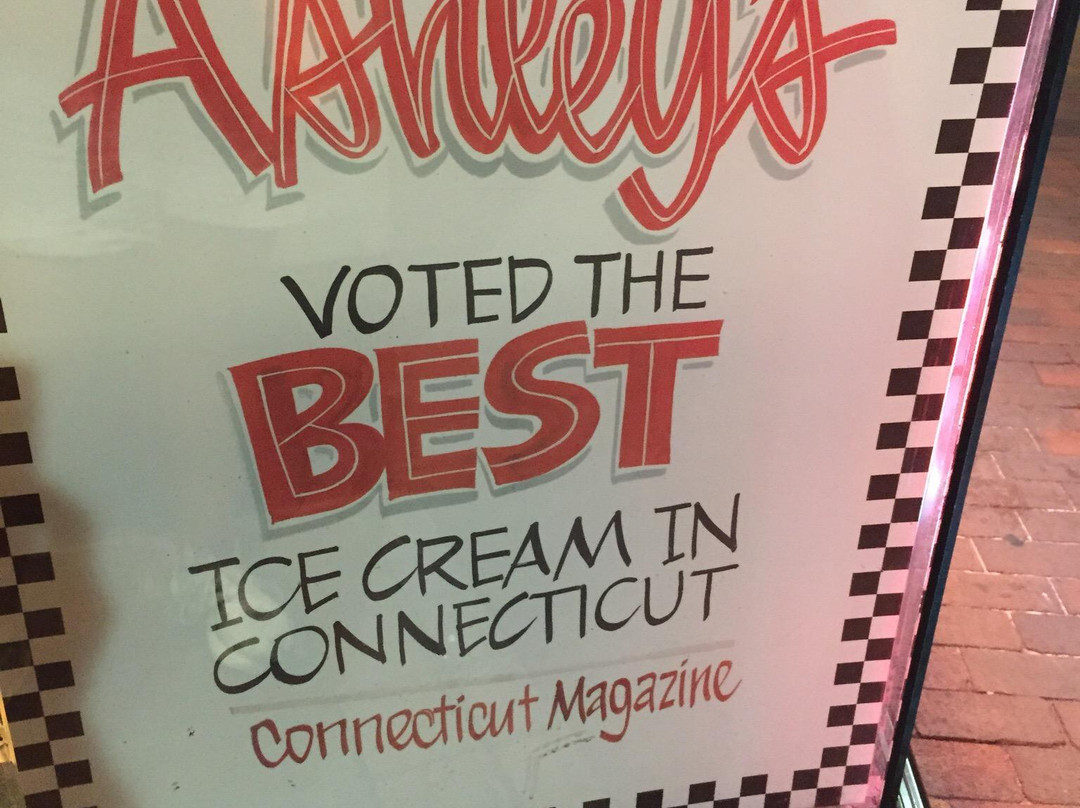 Ashley's
VOTED THE
BEST
ICE CREAM IN
CONNECTICUT
Connecticut Magazine